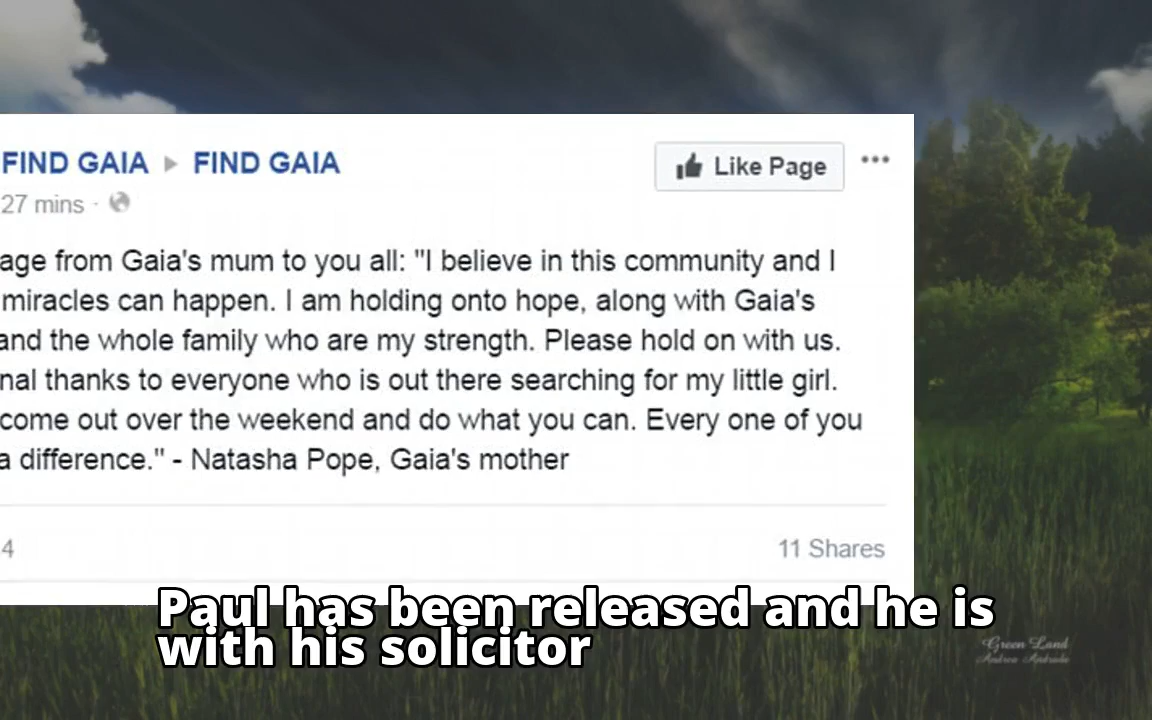 FIND GAIA ▸ FIND GAIA
Like Page
27 mins ·
age from Gaia's mum to you all: "I believe in this community and I
miracles can happen. I am holding onto hope, along with Gaia's
and the whole family who are my strength. Please hold on with us.
nal thanks to everyone who is out there searching for my little girl.
come out over the weekend and do what you can. Every one of you
a difference." - Natasha Pope, Gaia's mother
4
11 Shares
Paul has been released and he is
with his solicitor
Green Land
Andrea Andrade